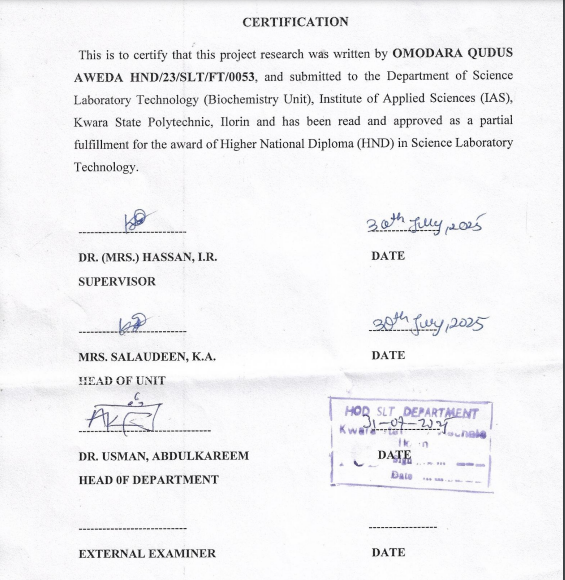 CERTIFICATION
This is to certify that this project research was written by OMODARA QUDUS
AWEDA HND/23/SLT/FT/0053, and submitted to the Department of Science
Laboratory Technology (Biochemistry Unit), Institute of Applied Sciences (IAS),
Kwara State Polytechnic, Ilorin and has been read and approved as a partial
fulfillment for the award of Higher National Diploma (HND) in Science Laboratory
Technology.
30th July, 2025
DR. (MRS.) HASSAN, I.R. DATE
SUPERVISOR
30th July, 2025
MRS. SALAUDEEN, K.A. DATE
HEAD OF UNIT
HOD SLT DEPARTMENT
31-07-2025
DR. USMAN, ABDULKAREEM DATE
HEAD OF DEPARTMENT
Date
EXTERNAL EXAMINER DATE